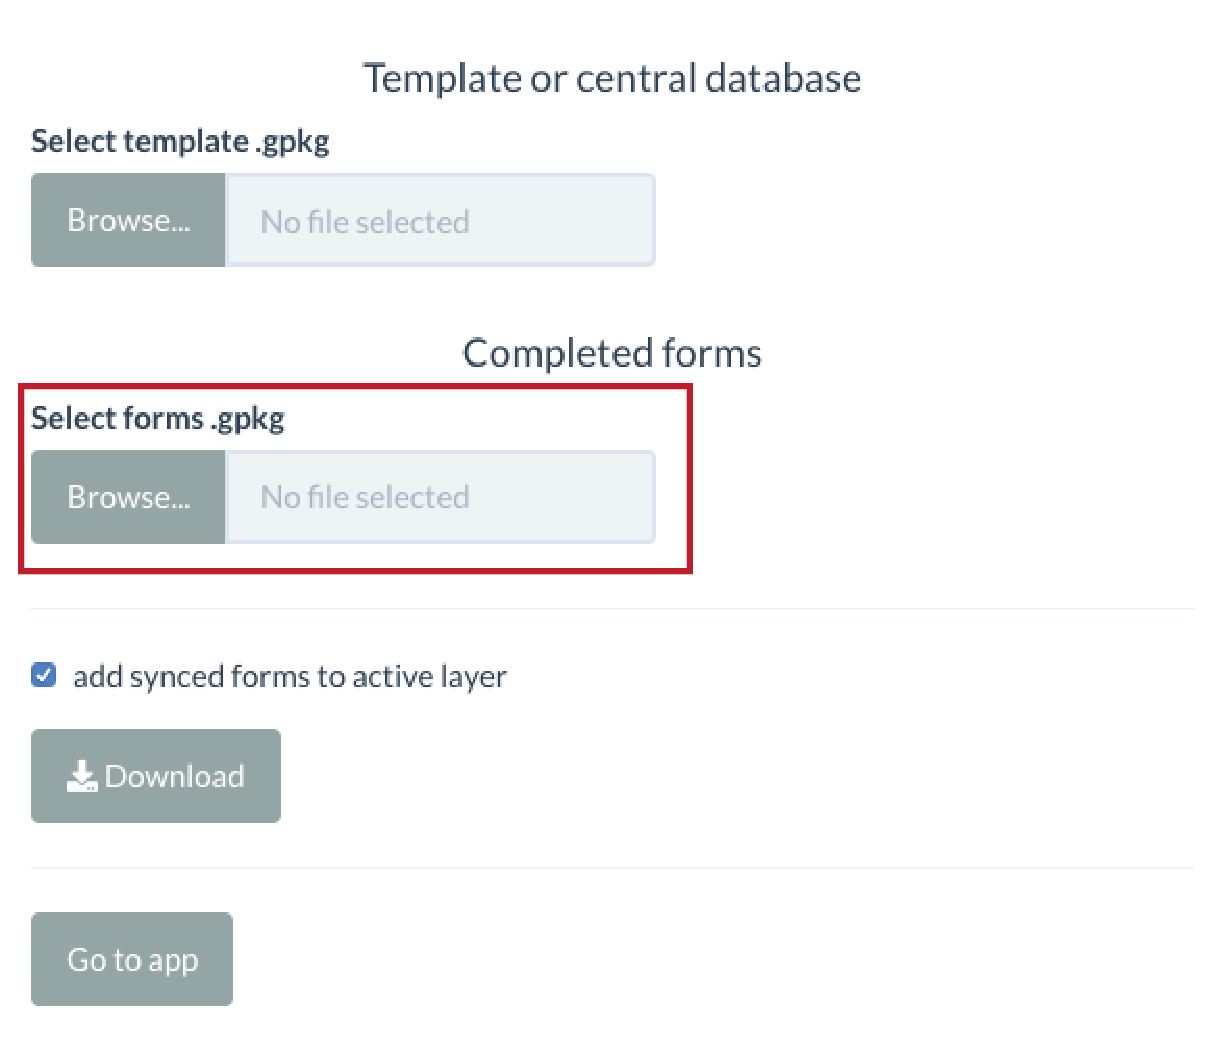 Template or central database
Select template .gpkg
Browse... No file selected
Completed forms
Select forms .gpkg
Browse... No file selected
add synced forms to active layer
Download
Go to app